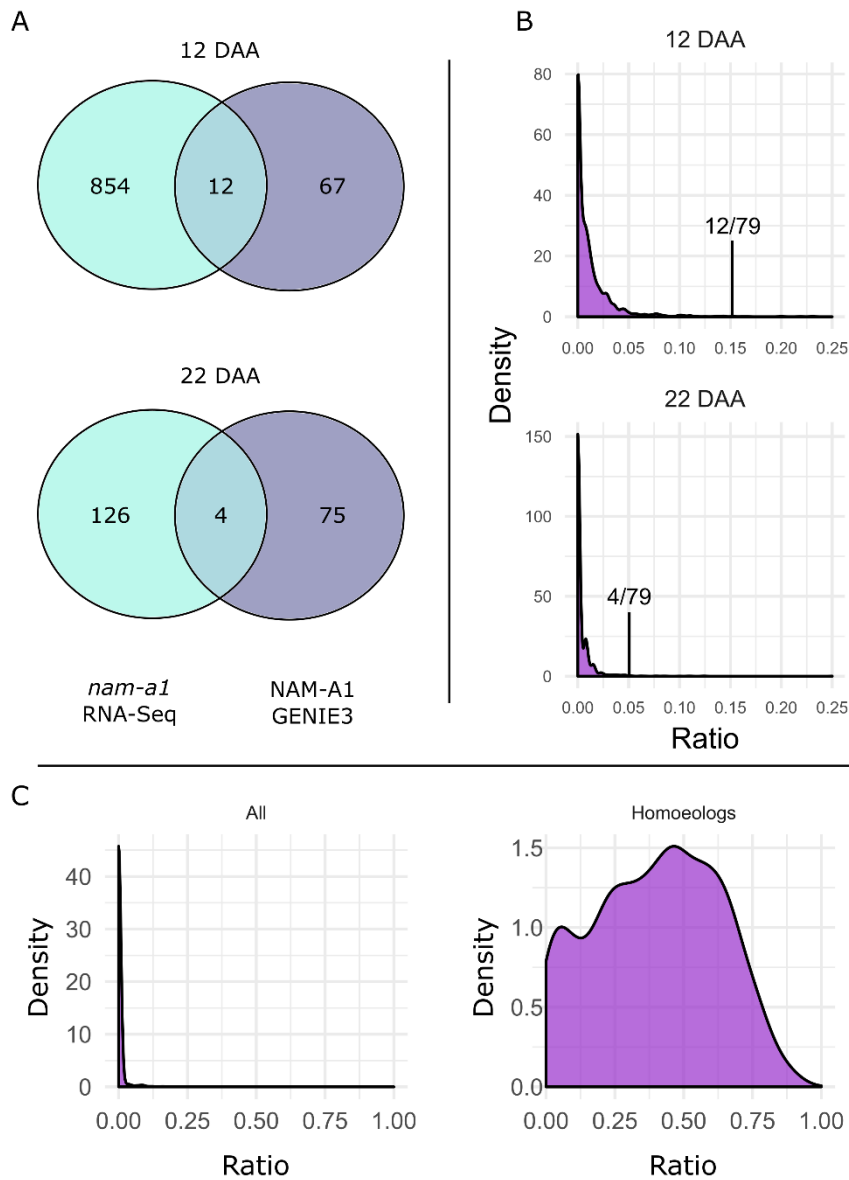 A
12 DAA
854
12
67
22 DAA
126
4
75
nam-a1
RNA-Seq
NAM-A1
GENIE3
B
12 DAA
80
60
40
20
0
12/79
0.00 0.05 0.10 0.15 0.20 0.25
Density
22 DAA
150
100
50
0
4/79
0.00 0.05 0.10 0.15 0.20 0.25
Ratio
C
All
40
30
20
10
0
Density
0.00 0.25 0.50 0.75 1.00
Ratio
Homoeologs
1.5
1.0
0.5
0.0
Density
0.00 0.25 0.50 0.75 1.00
Ratio